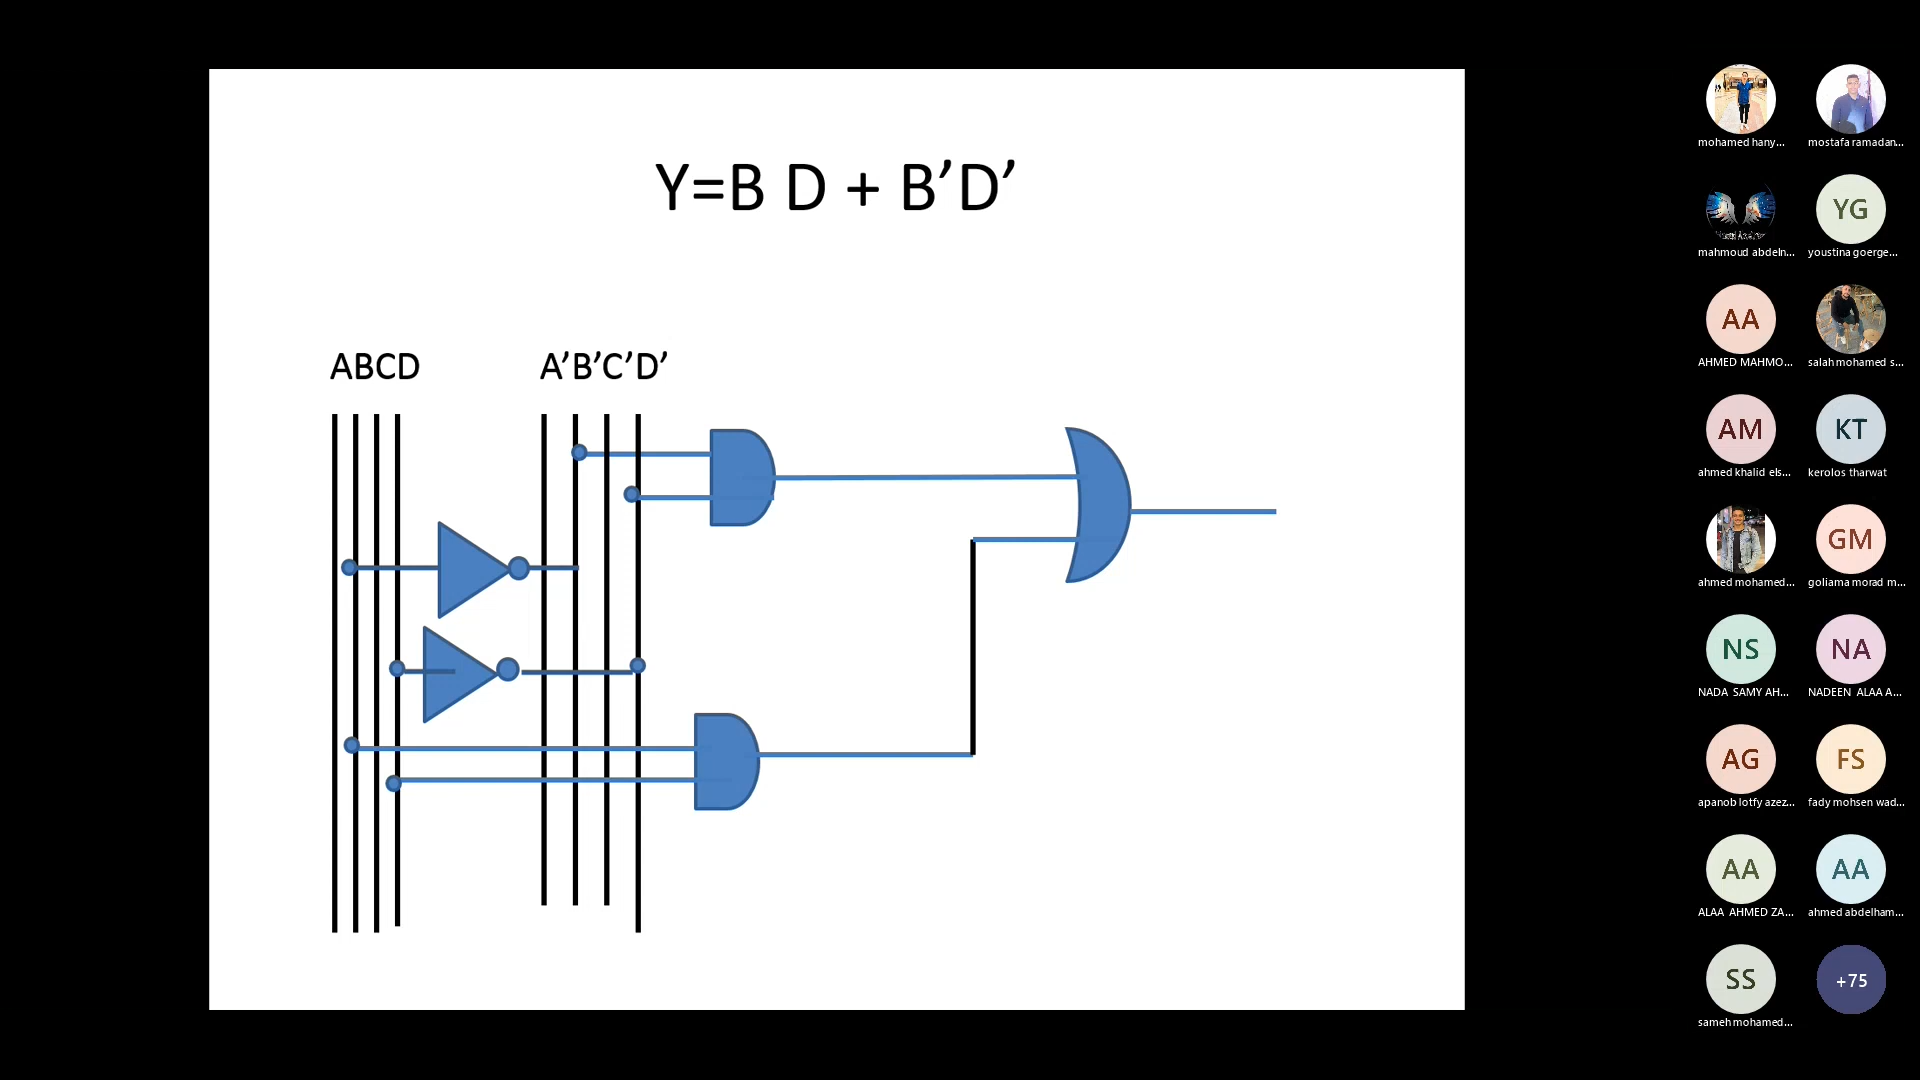 Y=B D + B’D’
ABCD
A’B’C’D’
mohamed hany...
mostafa ramadan...
mahmoud abdeln...
YG
youstina goerge...
AA
AHMED MAHMO...
salah mohamed s...
AM
ahmed khalid els...
KT
kerolos tharwat
ahmed mohamed...
GM
goliama morad m...
NS
NADA SAMY AH...
NA
NADEEN ALAA A...
AG
apanob lotfy azez...
FS
fady mohsen wad...
AA
ALAA AHMED ZA...
AA
ahmed abdelham...
SS
sameh mohamed...
+75